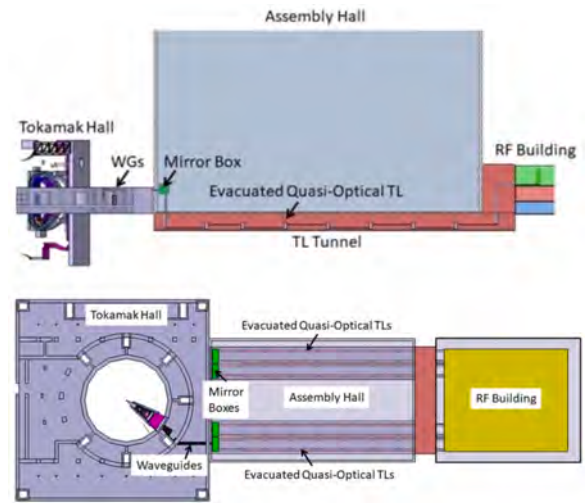 Assembly Hall
Tokamak Hall
WGs
Mirror Box
RF Building
Evacuated Quasi-Optical TL
TL Tunnel
Tokamak Hall
Evacuated Quasi-Optical TLs
Mirror
Boxes
Assembly Hall
RF Building
Waveguides
Evacuated Quasi-Optical TLs